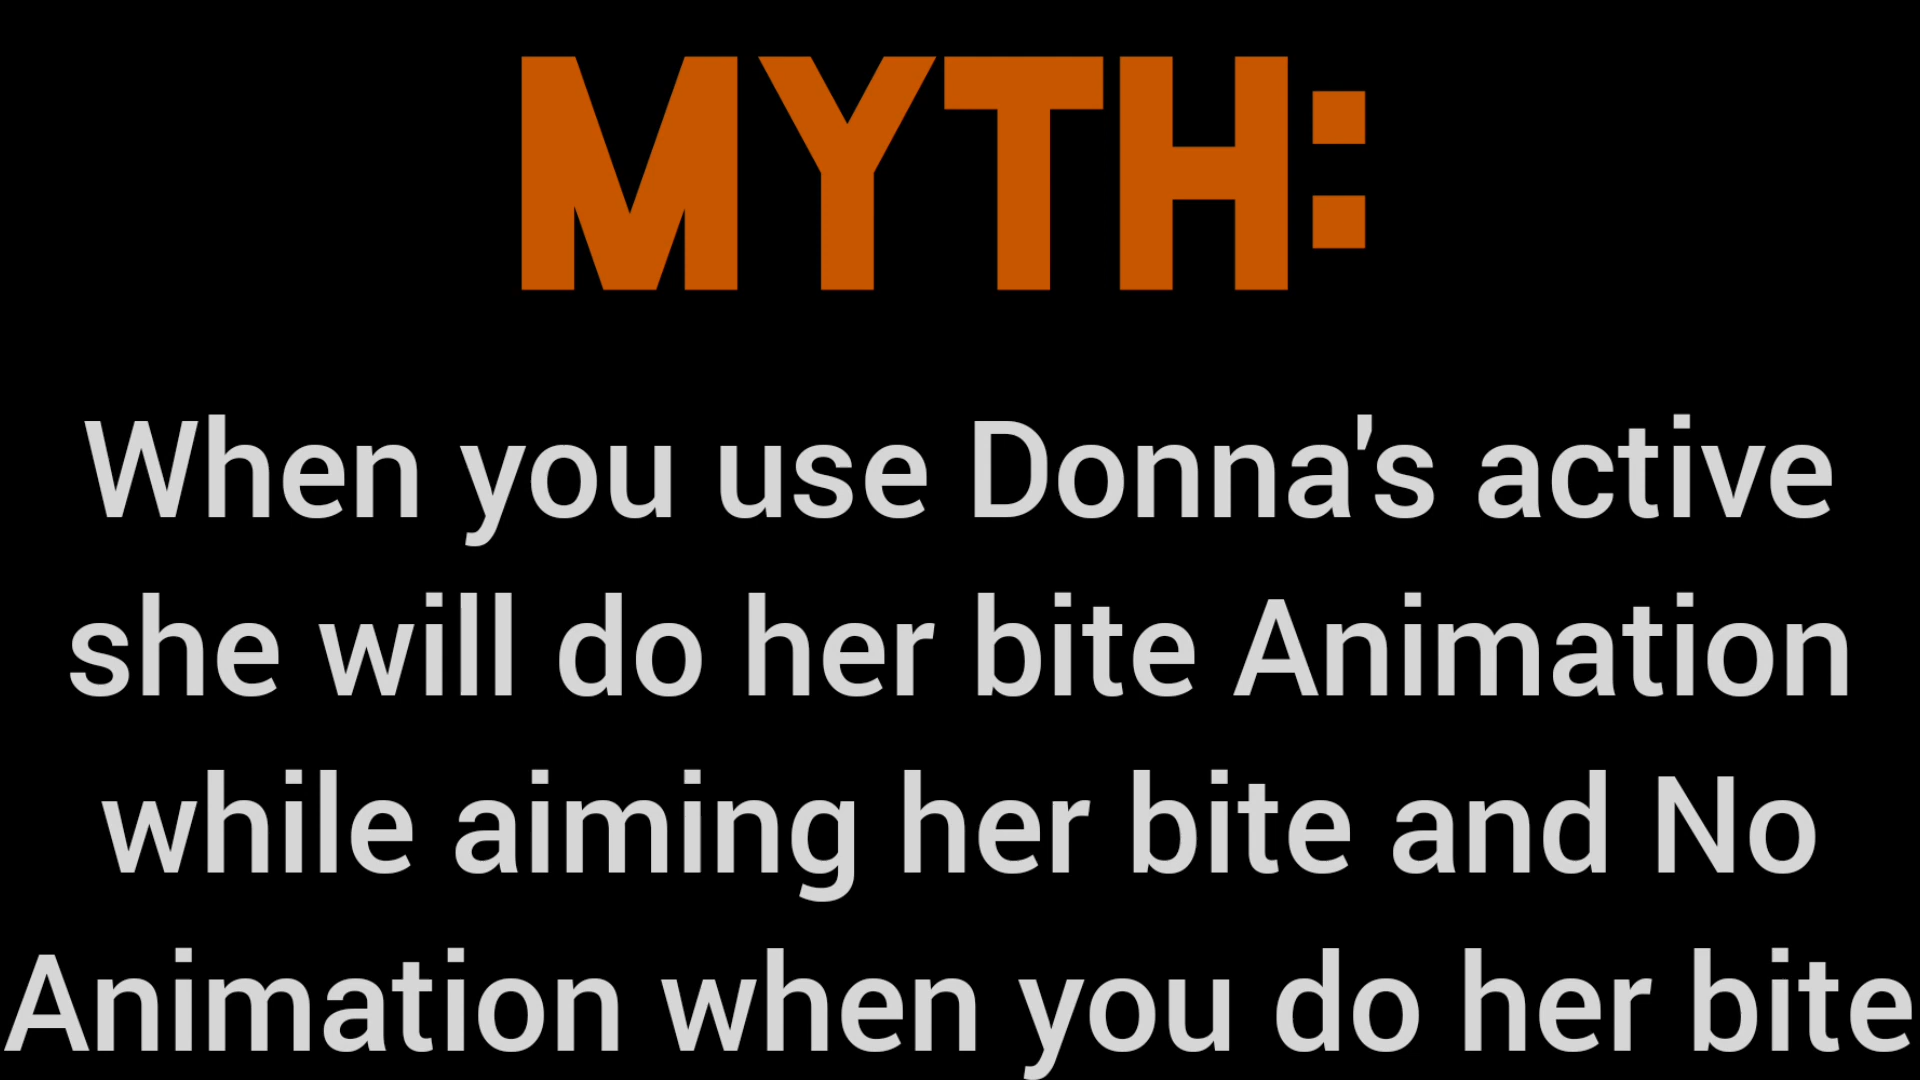 MYTH:
When you use Donna's active
she will do her bite Animation
while aiming her bite and No
Animation when you do her bite